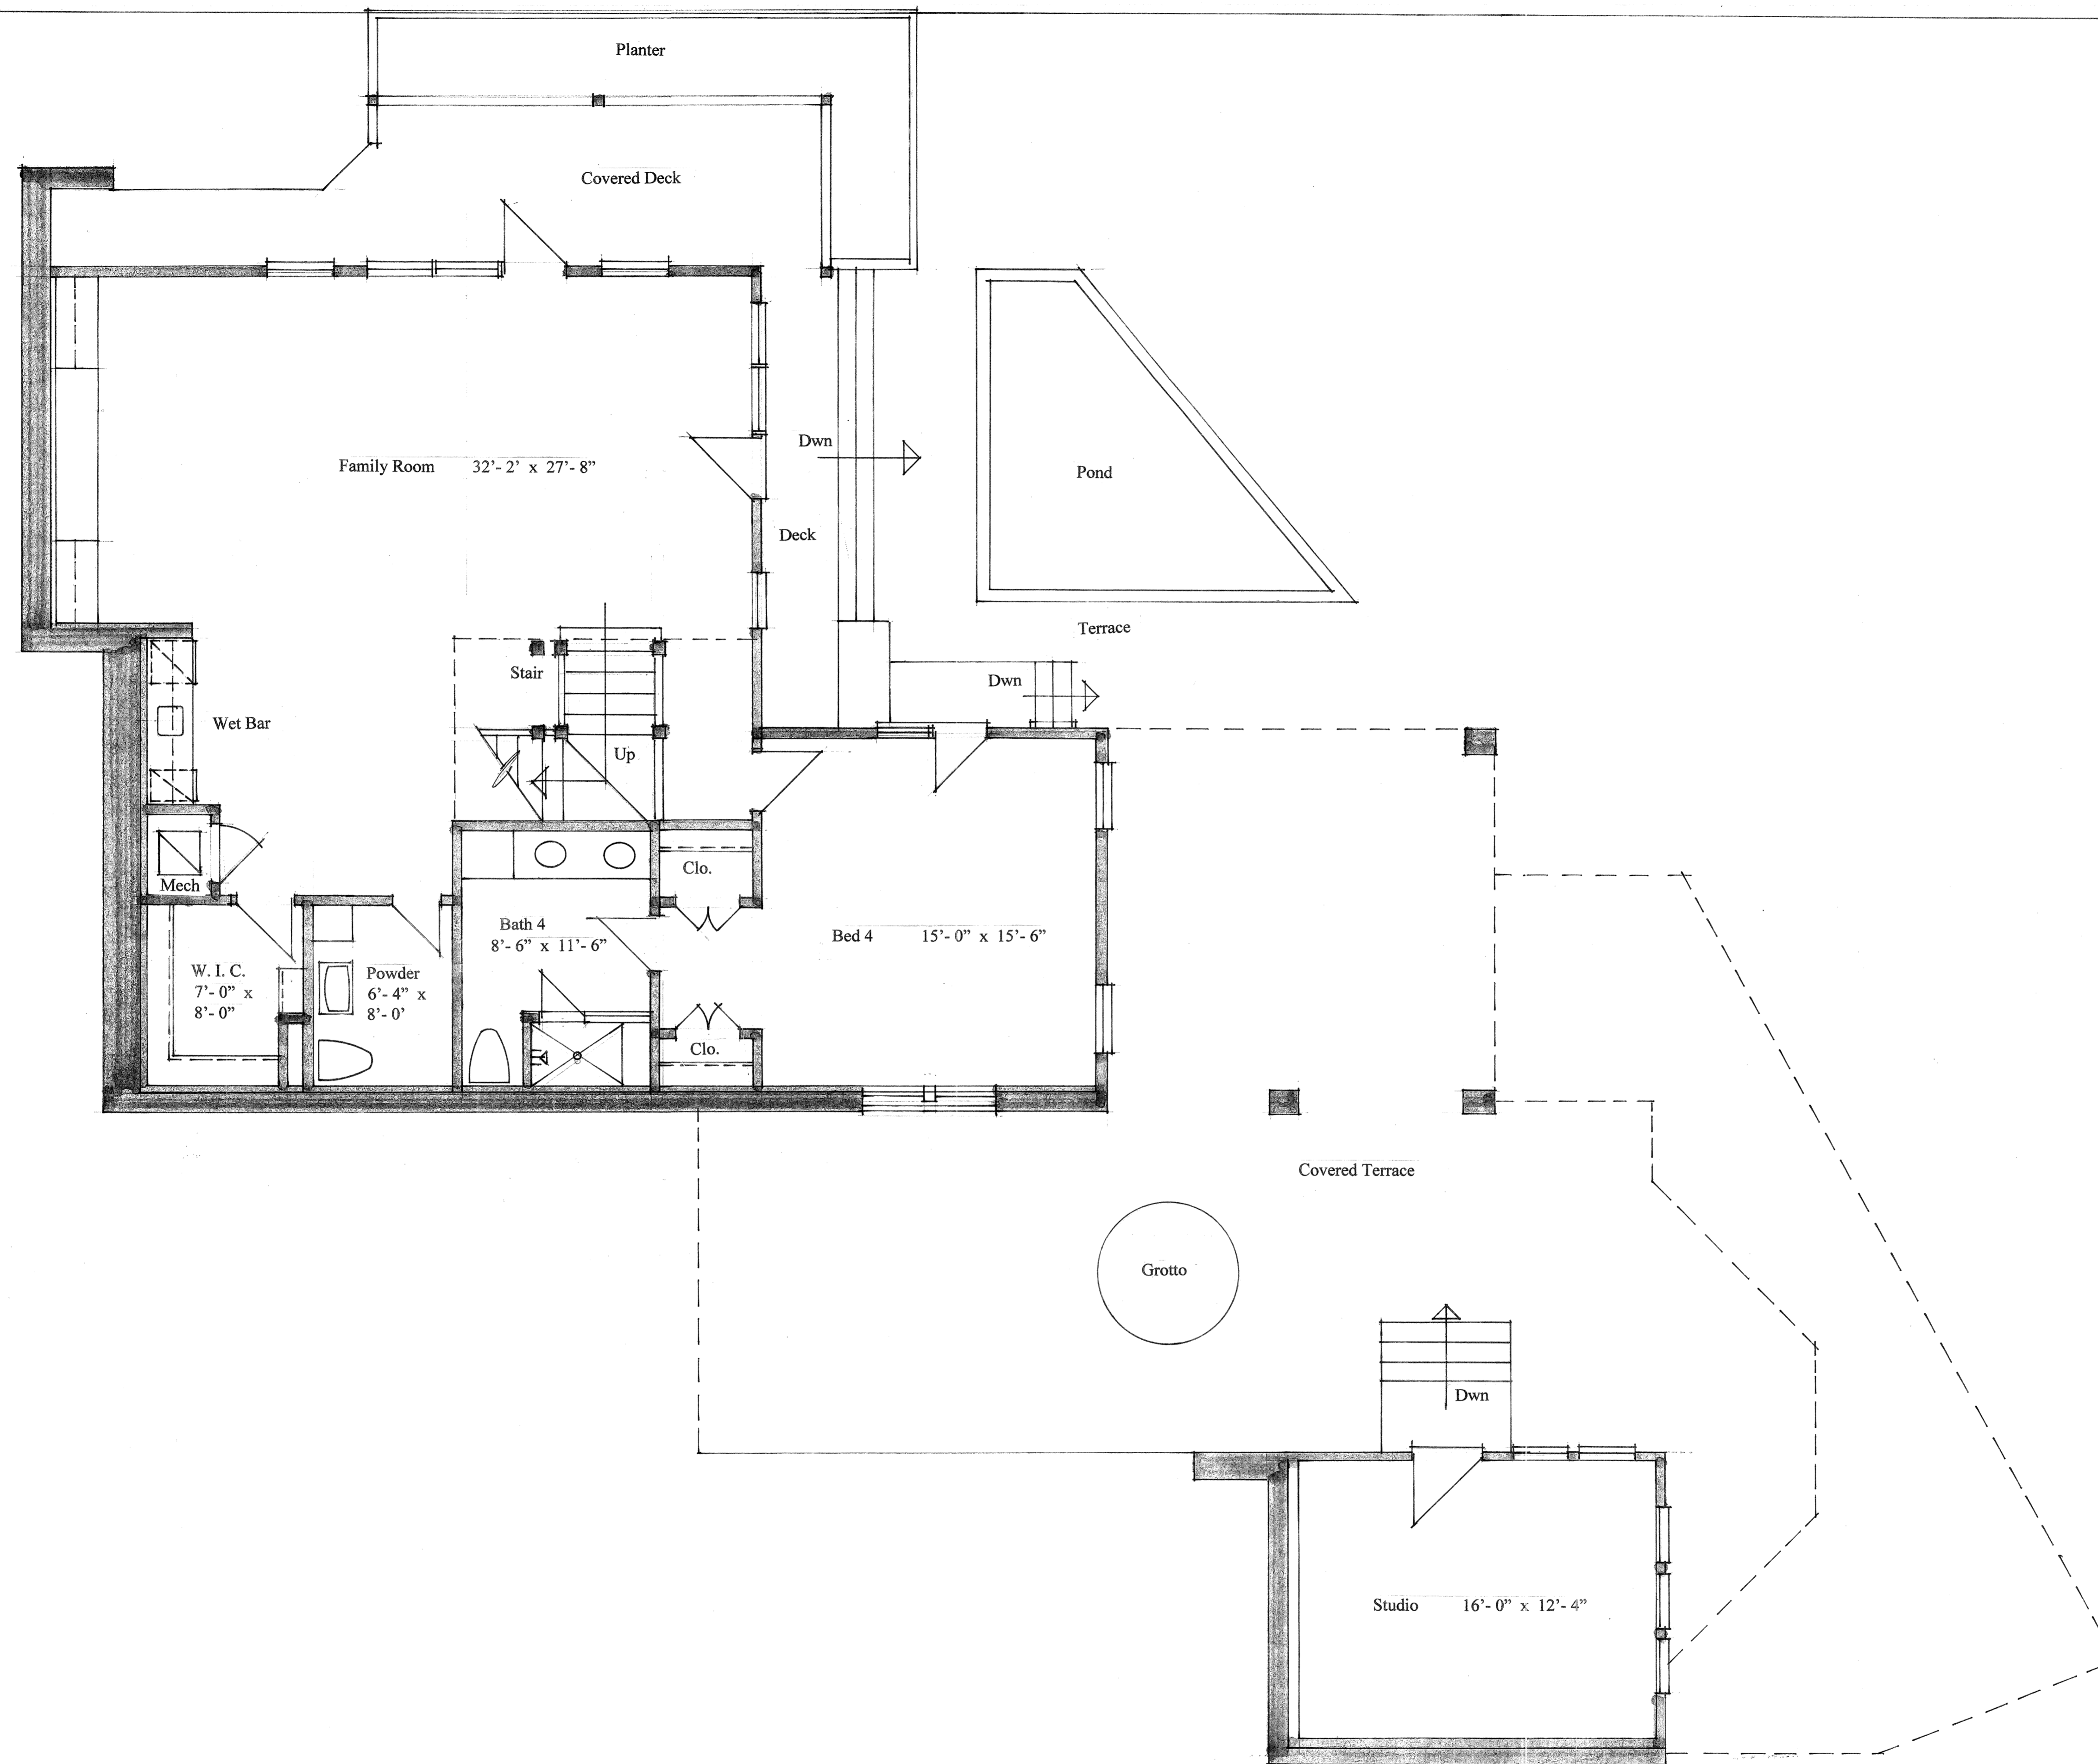 Planter
Covered Deck
Dwn
Family Room 32’- 2’ x 27’- 8”
Pond
Deck
Terrace
Stair
Dwn
Wet Bar
Up
Clo.
Mech
Bath 4
8’- 6” x 11’- 6”
Bed 4 15’- 0” x 15’- 6”
W. I. C.
7’- 0” x
8’- 0”
Powder
6’- 4” x
8’- 0’
Clo.
Covered Terrace
Grotto
Dwn
Studio 16’- 0” x 12’- 4”